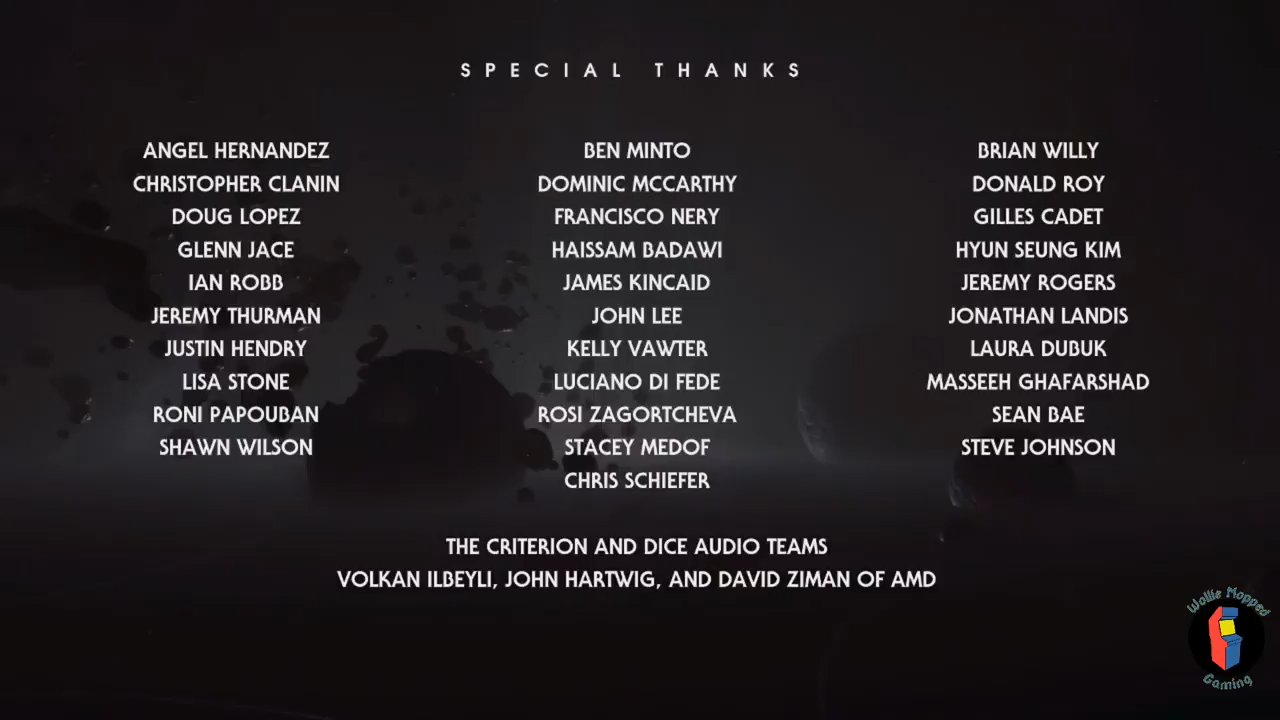 SPECIAL THANKS
ANGEL HERNANDEZ
CHRISTOPHER CLANIN
DOUG LOPEZ
GLENN JACE
IAN ROBB
JEREMY THURMAN
JUSTIN HENDRY
LISA STONE
RONI PAPOUBAN
SHAWN WILSON
BEN MINTO
DOMINIC MCCARTHY
FRANCISCO NERY
HAISSAM BADAWI
JAMES KINCAID
JOHN LEE
KELLY VAWTER
LUCIANO DI FEDE
ROSI ZAGORTCHEVA
STACEY MEDOF
CHRIS SCHIEFER
BRIAN WILLY
DONALD ROY
GILLES CADET
HYUN SEUNG KIM
JEREMY ROGERS
JONATHAN LANDIS
LAURA DUBUK
MASSEEH GHAFARSHAD
SEAN BAE
STEVE JOHNSON
THE CRITERION AND DICE AUDIO TEAMS
VOLKAN ILBEYLI, JOHN HARTWIG, AND DAVID ZIMAN OF AMD
Wollie Mopped
Gaming